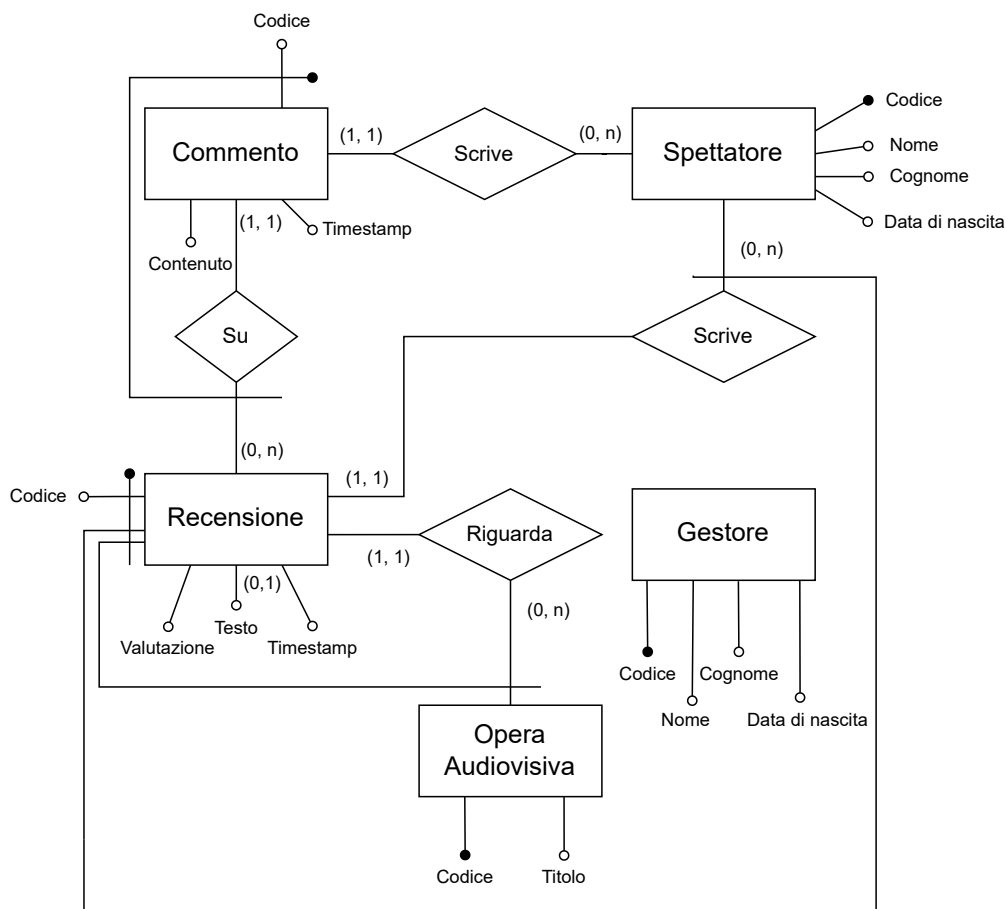 Codice
Commento
(1, 1)
Scrive
(0, n)
Spettatore
Codice
Nome
Cognome
Data di nascita
(1, 1)
Timestamp
Contenuto
(0, n)
Su
Scrive
(0, n)
(1, 1)
Codice
Recensione
Riguarda
Gestore
(1, 1)
(0,1)
Testo
Valutazione
Timestamp
(0, n)
Codice
Cognome
Nome
Data di nascita
Opera
Audiovisiva
Codice
Titolo